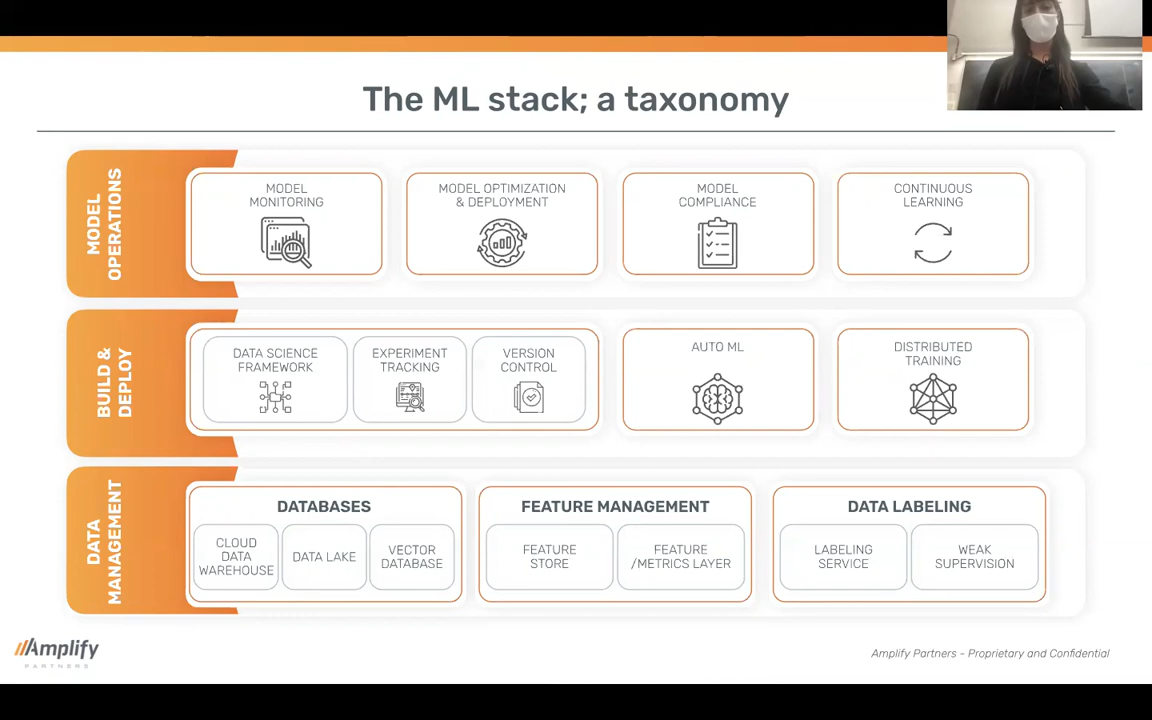 The ML stack; a taxonomy
MODEL
OPERATIONS
MODEL
MONITORING
MODEL OPTIMIZATION
& DEPLOYMENT
MODEL
COMPLIANCE
CONTINUOUS
LEARNING
BUILD &
DEPLOY
DATA SCIENCE
FRAMEWORK
EXPERIMENT
TRACKING
VERSION
CONTROL
AUTO ML
DISTRIBUTED
TRAINING
DATA
MANAGEMENT
DATABASES
CLOUD
DATA
WAREHOUSE
DATA LAKE
VECTOR
DATABASE
FEATURE MANAGEMENT
FEATURE
STORE
FEATURE
/METRICS LAYER
DATA LABELING
LABELING
SERVICE
WEAK
SUPERVISION
Amplify
PARTNERS
Amplify Partners - Proprietary and Confidential